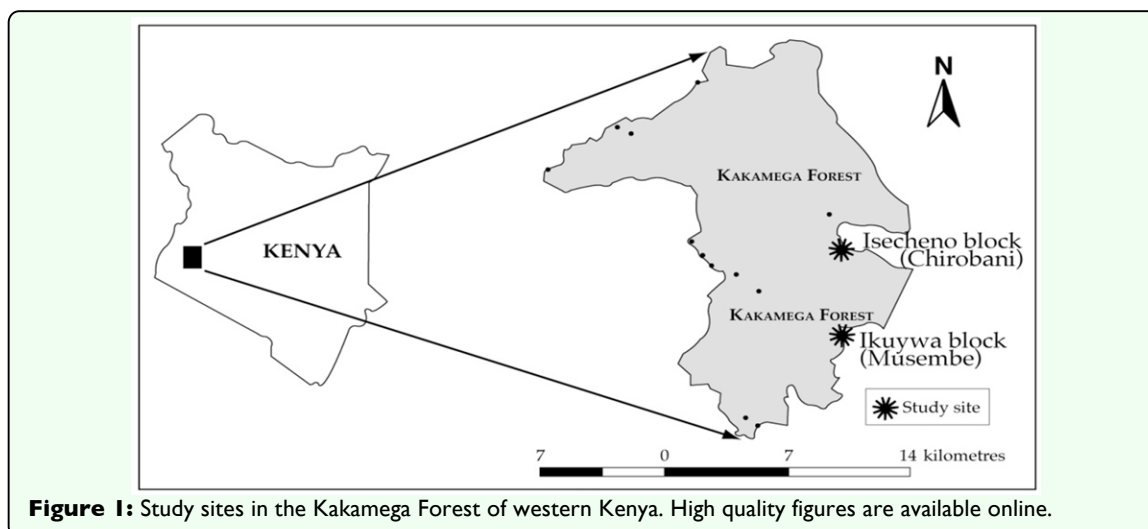 N
KAKAMEGA FOREST
KENYA
Isecheno block
(Chirobani)
KAKAMEGA FOREST
Ikuywa block
(Musembe)
Study site
7 0 7 14 kilometres
Figure 1: Study sites in the Kakamega Forest of western Kenya. High quality figures are available online.